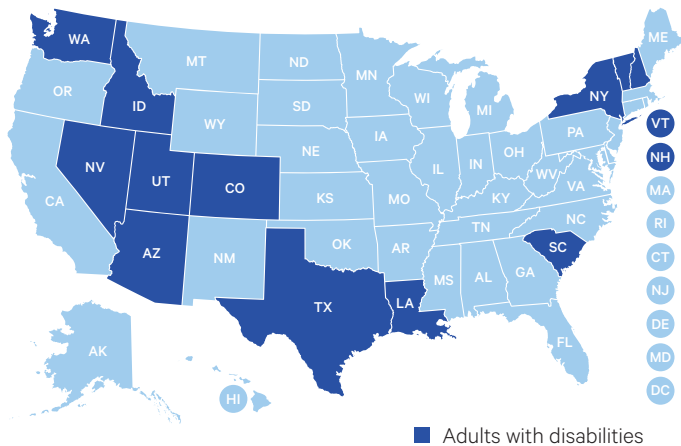 WA
ME
MT
ND
MN
OR
ID
WI
NY
SD
MI
WY
VT
IA
PA
NE
OH
NH
NV
IL
IN
UT
CO
WV
MA
CA
KS
MO
KY
VA
RI
NC
TN
AZ
OK
AR
SC
CT
NM
MS
AL
GA
NJ
TX
LA
DE
FL
AK
MD
HI
DC
Adults with disabilities